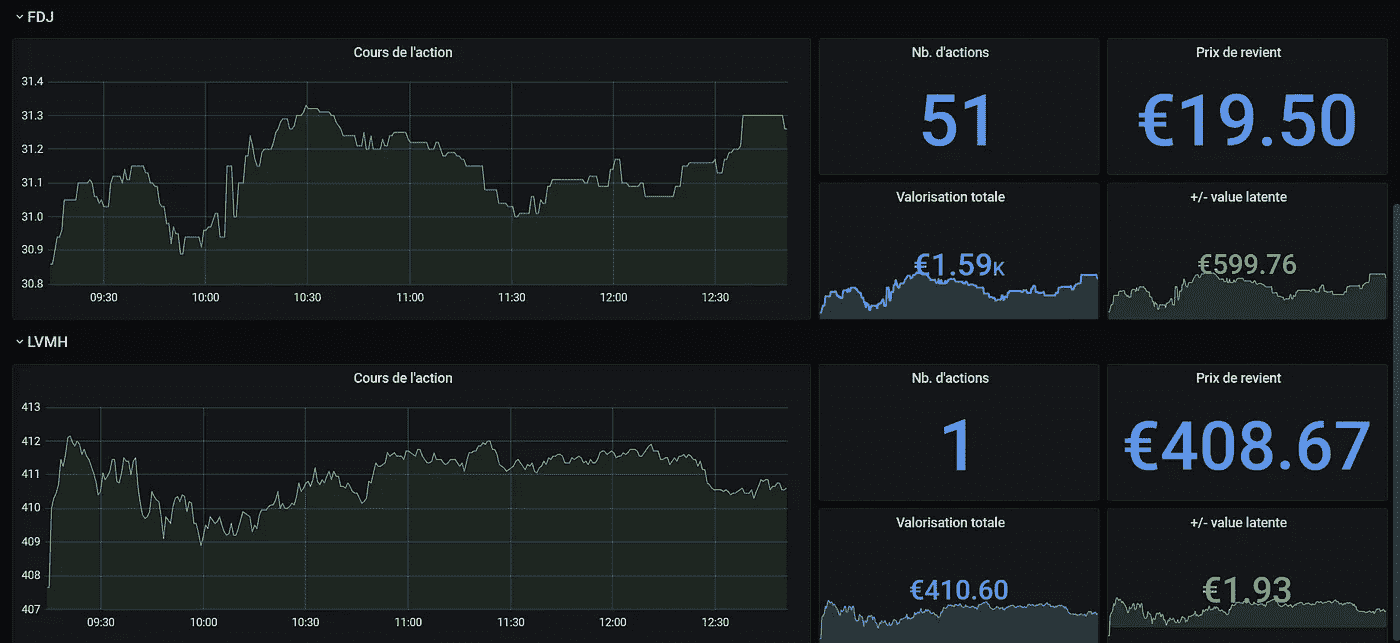 FDJ
Cours de l'action
31.4
31.3
31.2
31.1
31.0
30.9
30.8
09:30 10:00 10:30 11:00 11:30 12:00 12:30
Nb. d'actions
51
Prix de revient
€19.50
Valorisation totale
€1.59K
+/- value latente
€599.76
LVMH
Cours de l'action
413
412
411
410
409
408
407
09:30 10:00 10:30 11:00 11:30 12:00 12:30
Nb. d'actions
1
Prix de revient
€408.67
Valorisation totale
€410.60
+/- value latente
€1.93